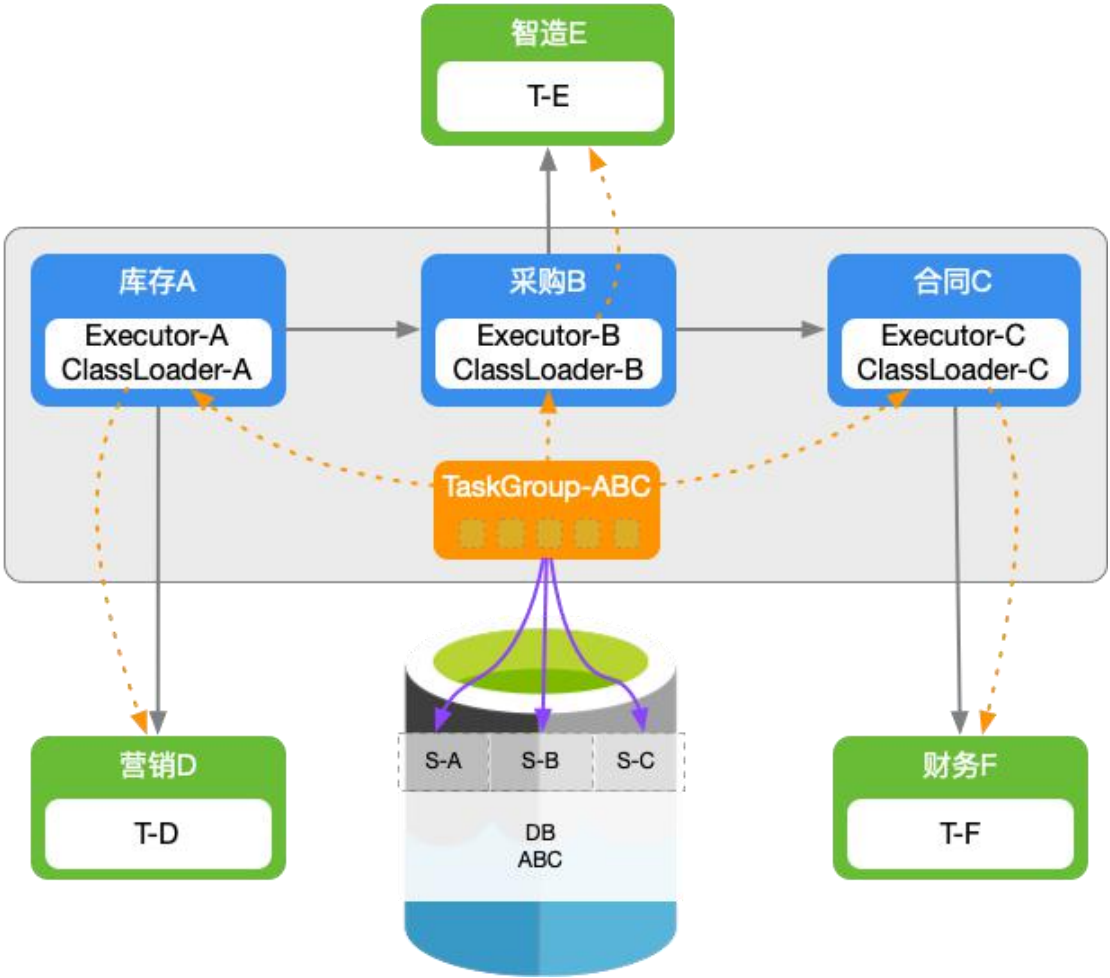 智造E
T-E
库存A
Executor-A
ClassLoader-A
采购B
Executor-B
ClassLoader-B
合同C
Executor-C
ClassLoader-C
TaskGroup-ABC
S-A
S-B
S-C
DB
ABC
营销D
T-D
财务F
T-F